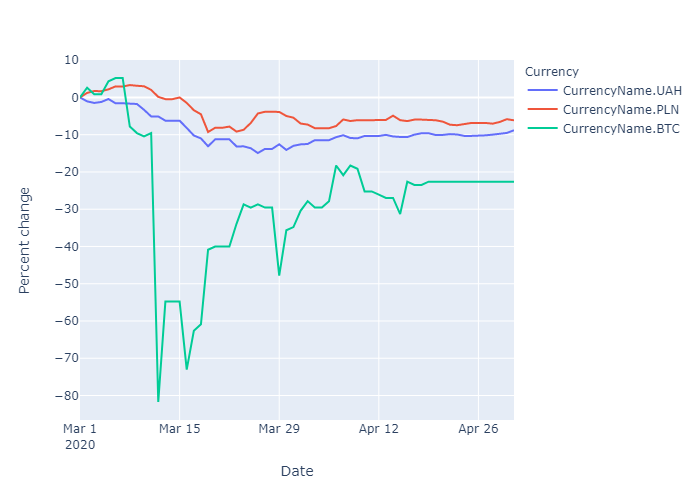 10
0
−10
−20
−30
−40
−50
−60
−70
−80
Percent change
Mar 1
2020
Mar 15
Mar 29
Apr 12
Apr 26
Date
Currency
CurrencyName.UAH
CurrencyName.PLN
CurrencyName.BTC